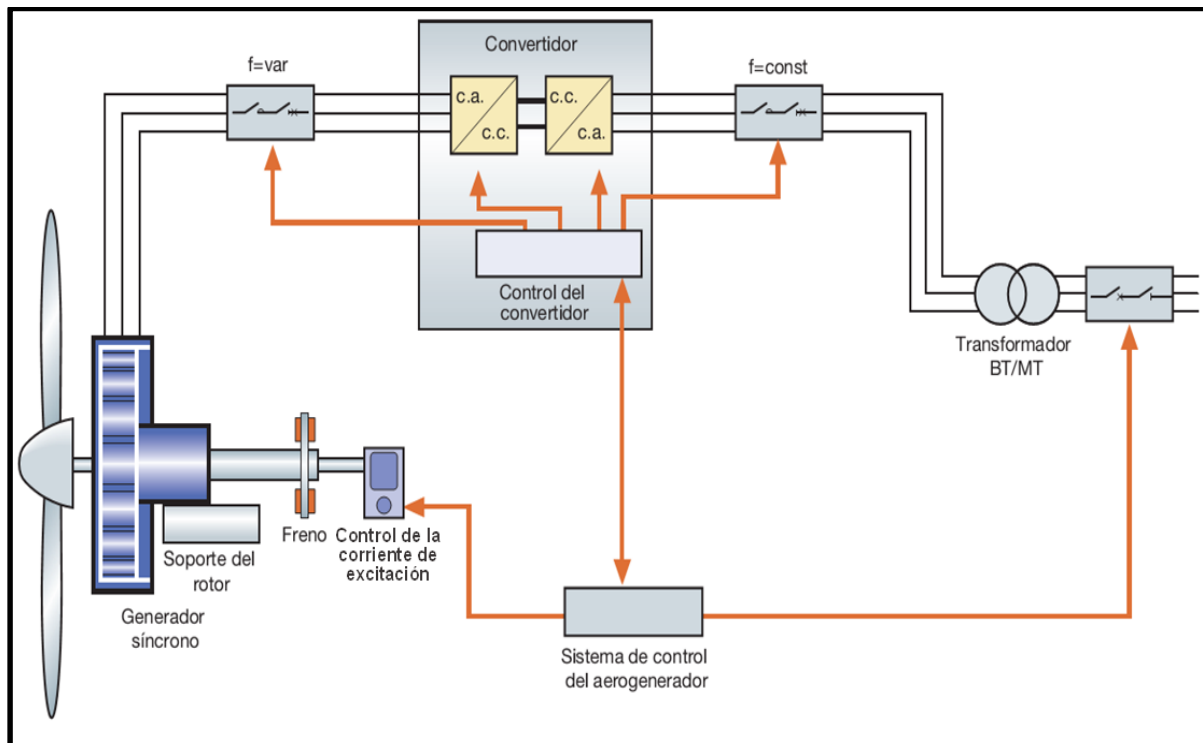 Convertidor
f=var
f=const
c.a.
c.c.
c.c.
c.a.
Control del
convertidor
Transformador
BT/MT
Freno
Control de la
corriente de
excitación
Soporte del
rotor
Generador
síncrono
Sistema de control
del aerogenerador